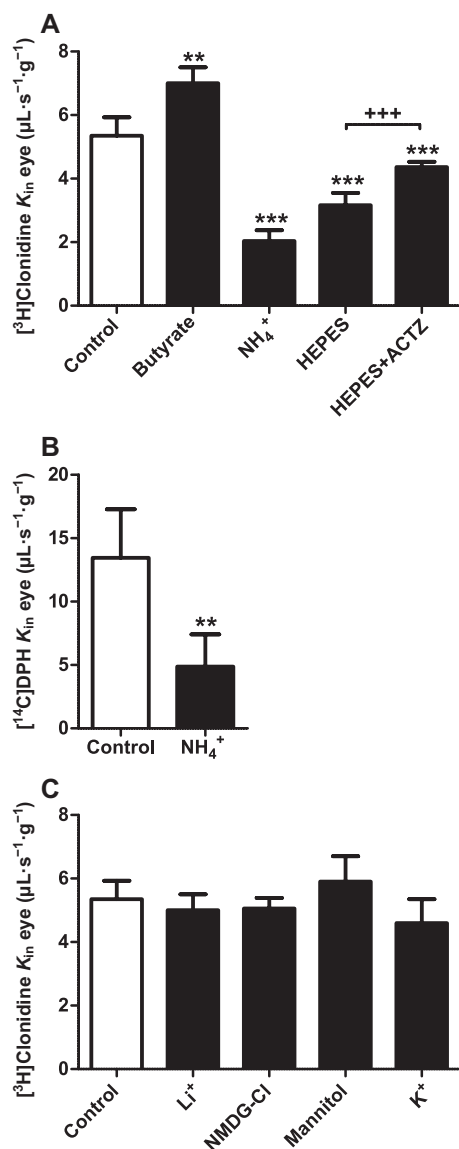 A
[³H]Clonidine Kin eye (µL·s⁻¹·g⁻¹)
8
6
4
2
0
**
***
***
+++
***
Control
Butyrate
NH₄⁺
HEPES
HEPES+ACTZ
B
[¹⁴C]DPH Kin eye (µL·s⁻¹·g⁻¹)
20
15
10
5
0
**
Control
NH₄⁺
C
[³H]Clonidine Kin eye (µL·s⁻¹·g⁻¹)
8
6
4
2
0
Control
Li⁺
NMDG-Cl
Mannitol
K⁺